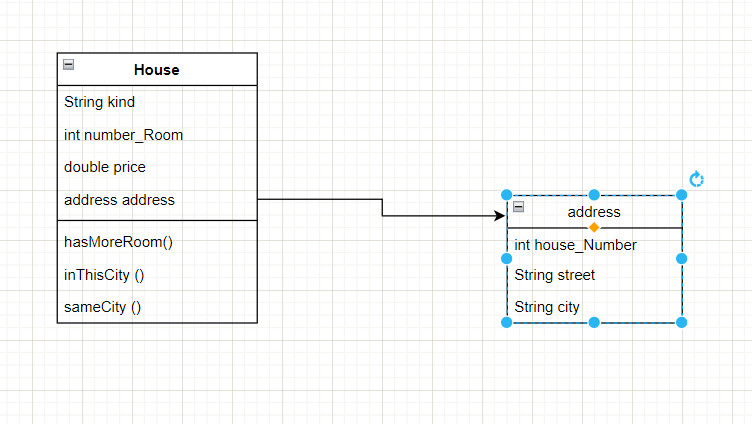 House
String kind
int number_Room
double price
address address
hasMoreRoom()
inThisCity ()
sameCity ()
address
int house_Number
String street
String city